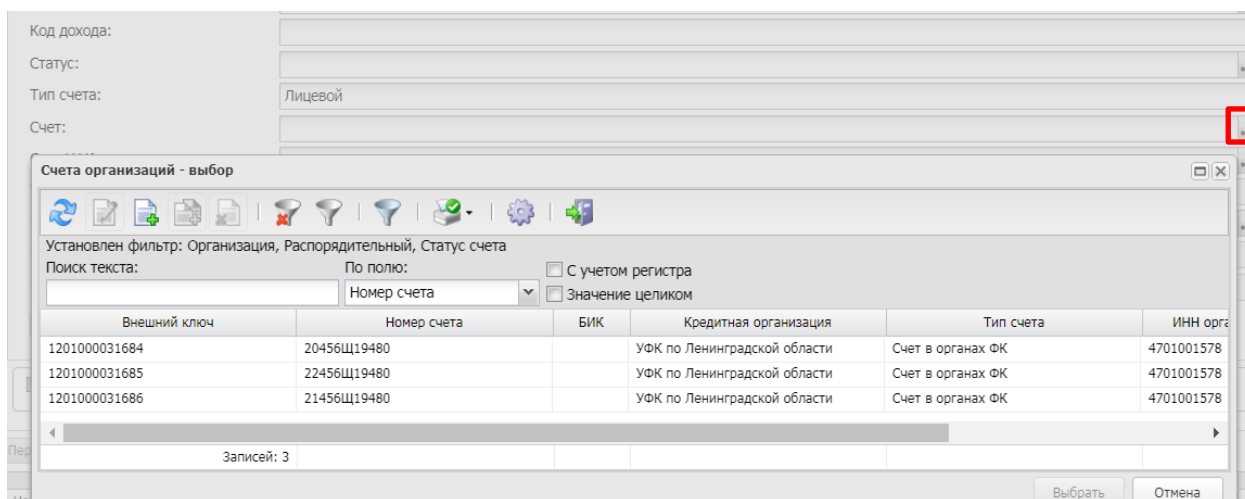 Код дохода:
Статус:
Тип счета: Лицевой
Счет:
Счета организаций - выбор
Установлен фильтр: Организация, Распорядительный, Статус счета
Поиск текста: По полю: С учетом регистра
Номер счета Значение целиком
Внешний ключ Номер счета БИК Кредитная организация Тип счета ИНН орга
1201000031684 20456Щ19480 УФК по Ленинградской области Счет в органах ФК 4701001578
1201000031685 22456Щ19480 УФК по Ленинградской области Счет в органах ФК 4701001578
1201000031686 21456Щ19480 УФК по Ленинградской области Счет в органах ФК 4701001578
Записей: 3
Пер
Выбрать Отмена